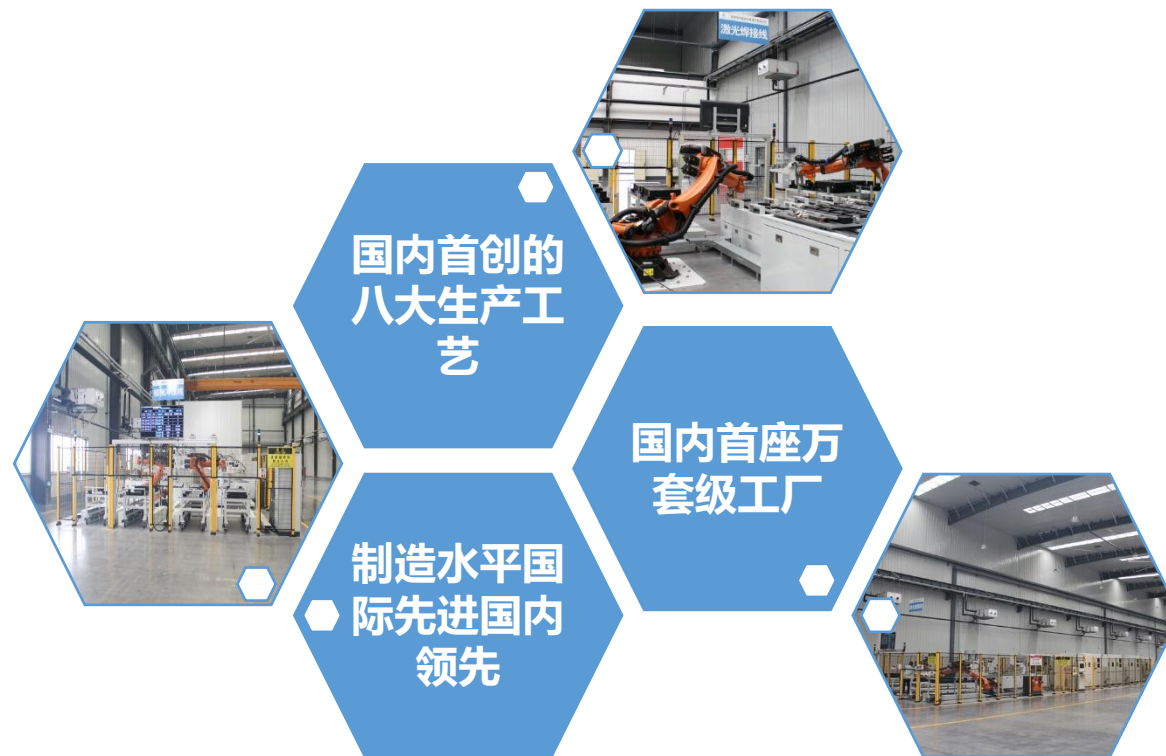 激光焊接线
国内首创的
八大生产工
艺
国内首座万
套级工厂
制造水平国
际先进国内
领先